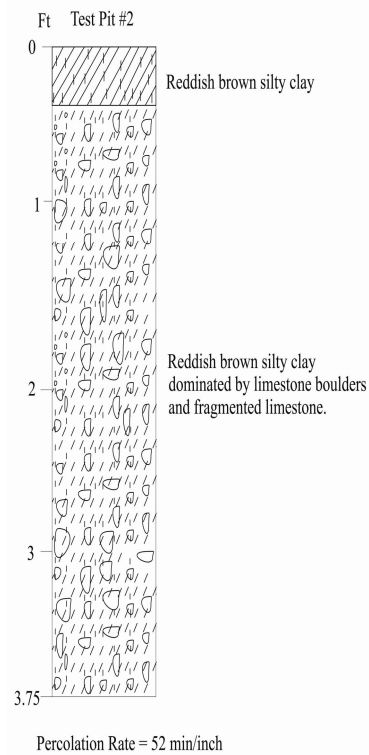 Ft Test Pit #2
0
Reddish brown silty clay
1
Reddish brown silty clay
dominated by limestone boulders
and fragmented limestone.
2
3
3.75
Percolation Rate = 52 min/inch